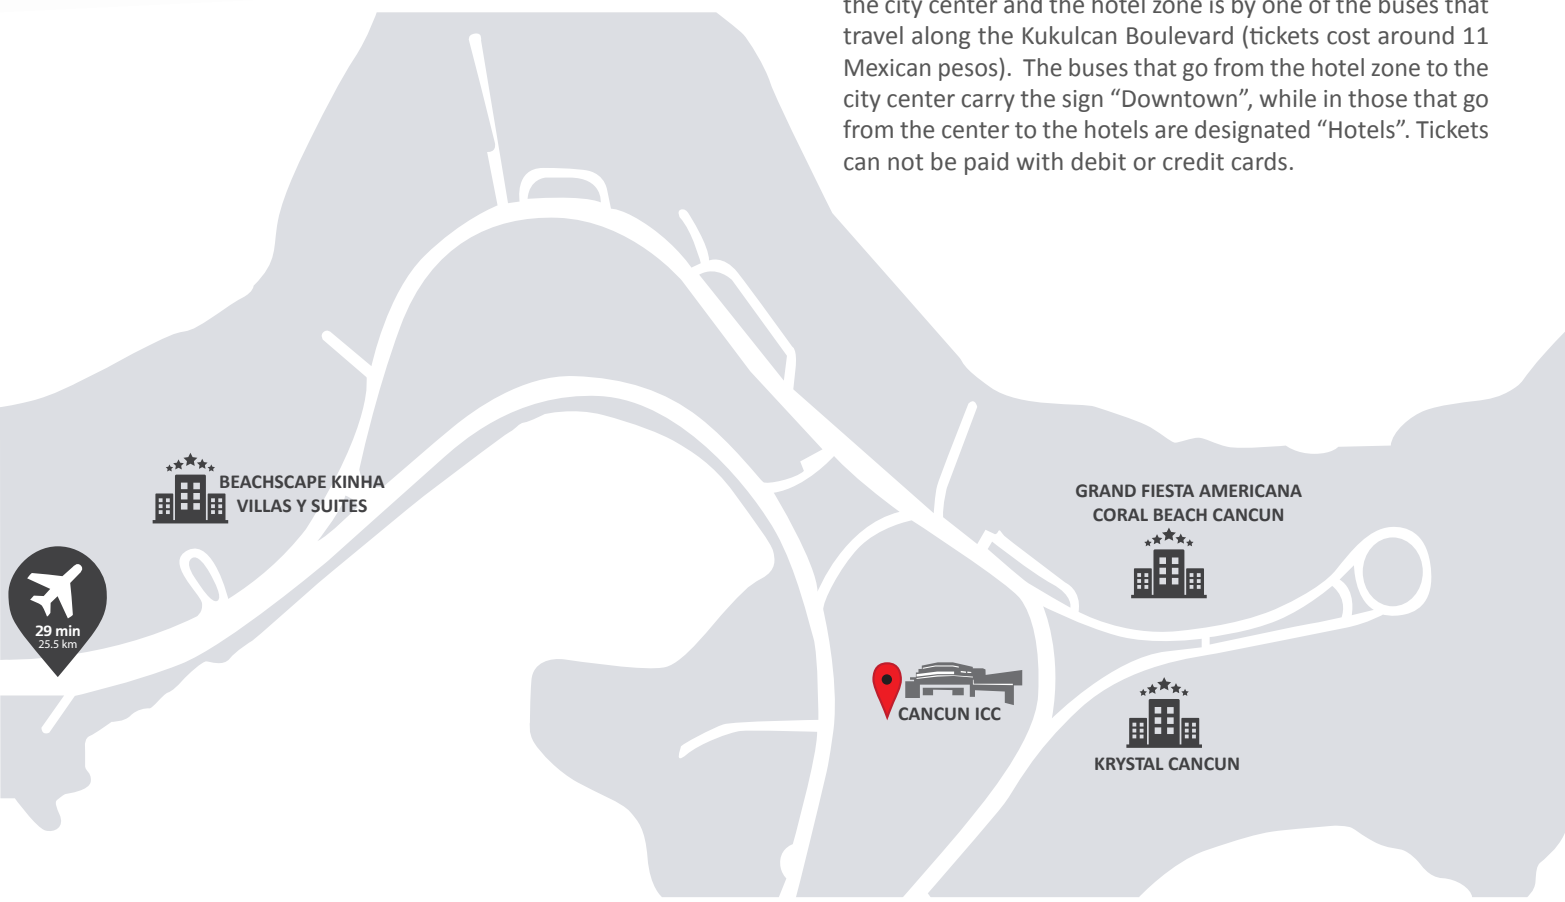 the city center and the hotel zone is by one of the buses that
travel along the Kukulcan Boulevard (tickets cost around 11
Mexican pesos).  The buses that go from the hotel zone to the
city center carry the sign “Downtown”, while in those that go
from the center to the hotels are designated “Hotels”. Tickets
can not be paid with debit or credit cards.
BEACHSCAPE KINHA
VILLAS Y SUITES
GRAND FIESTA AMERICANA
CORAL BEACH CANCUN
29 min
25.5 km
CANCUN ICC
KRYSTAL CANCUN